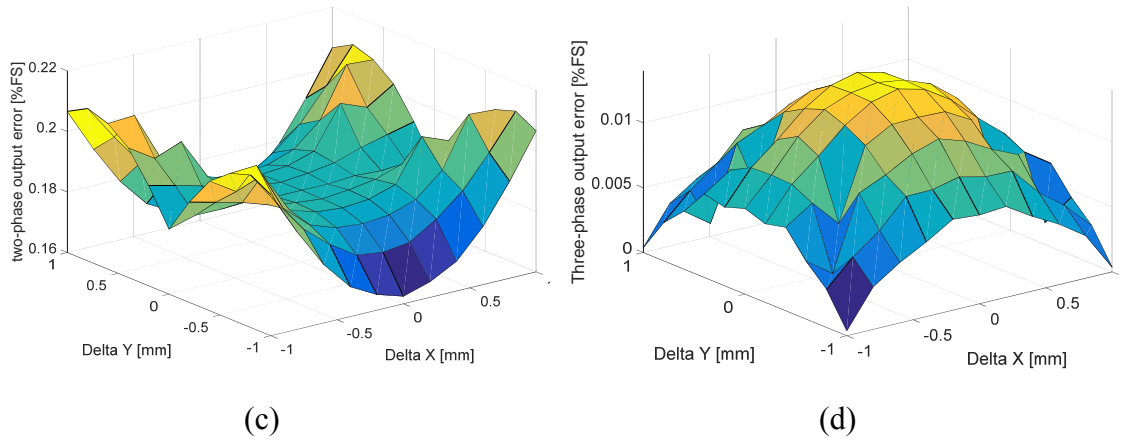 two-phase output error [%FS]
0.22
0.2
0.18
0.16
1
0.5
0
-0.5
-1
Delta Y [mm]
-1
-0.5
0
0.5
Delta X [mm]
(c)
Three-phase output error [%FS]
0.01
0.005
0
1
0
-1
Delta Y [mm]
-1
-0.5
0
0.5
Delta X [mm]
(d)